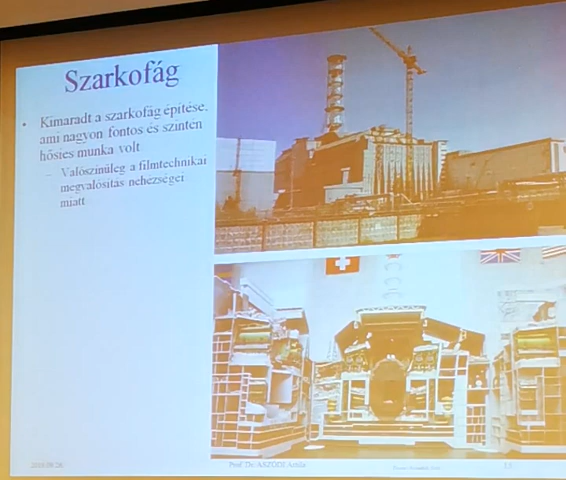 Szarkofág
• Kimaradt a szarkofág építése,
ami nagyon fontos és szintén
hősies munka volt
– Valószínűleg a filmtechnikai
megvalósítás nehézségei
miatt
Prof. Dr. ASZÓDI Attila